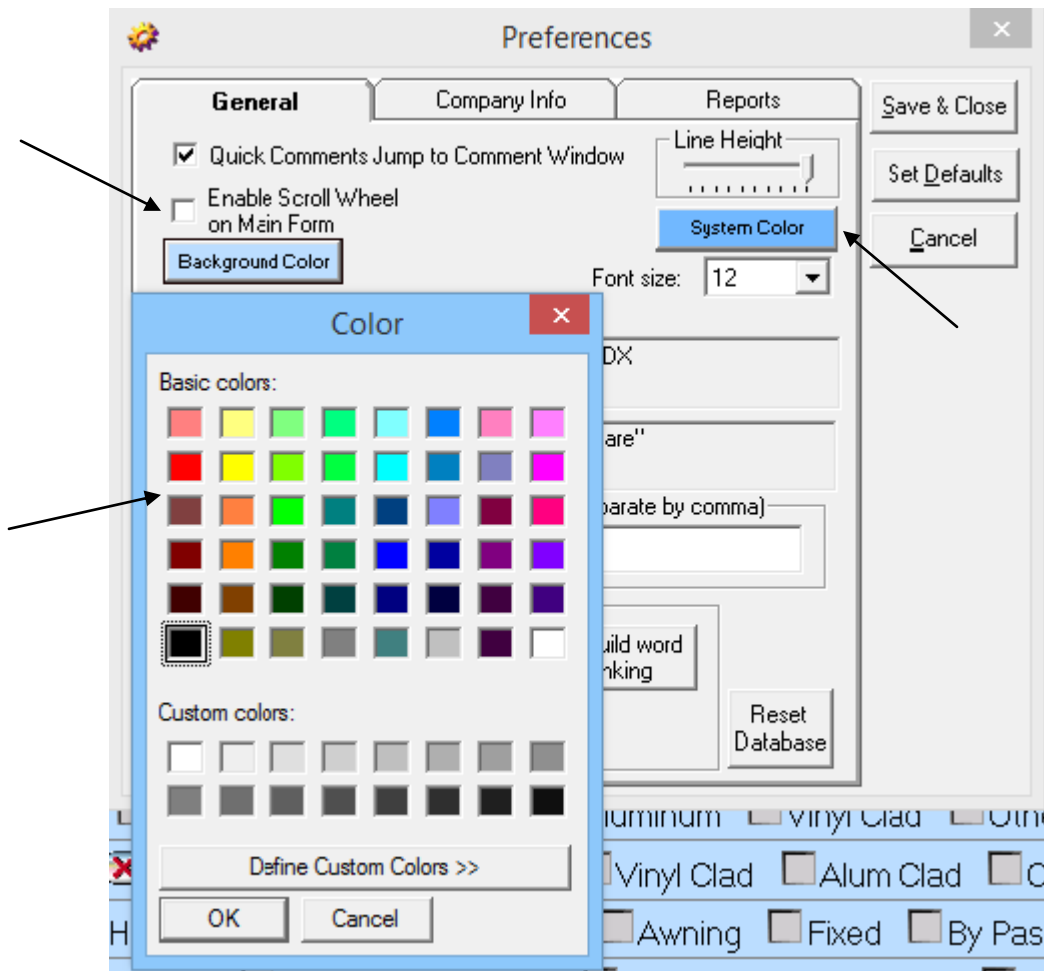 Preferences
General Company Info Reports
Save & Close
Quick Comments Jump to Comment Window
Line Height
Set Defaults
Enable Scroll Wheel
on Main Form
System Color
Cancel
Background Color
Font size: 12
Color
DX
Basic colors:
are"
parate by comma)
uild word
nking
Custom colors:
Reset
Database
Define Custom Colors >>
OK Cancel
luminum Vinyl Clad Othe
Vinyl Clad Alum Clad C
H Awning Fixed By Pas